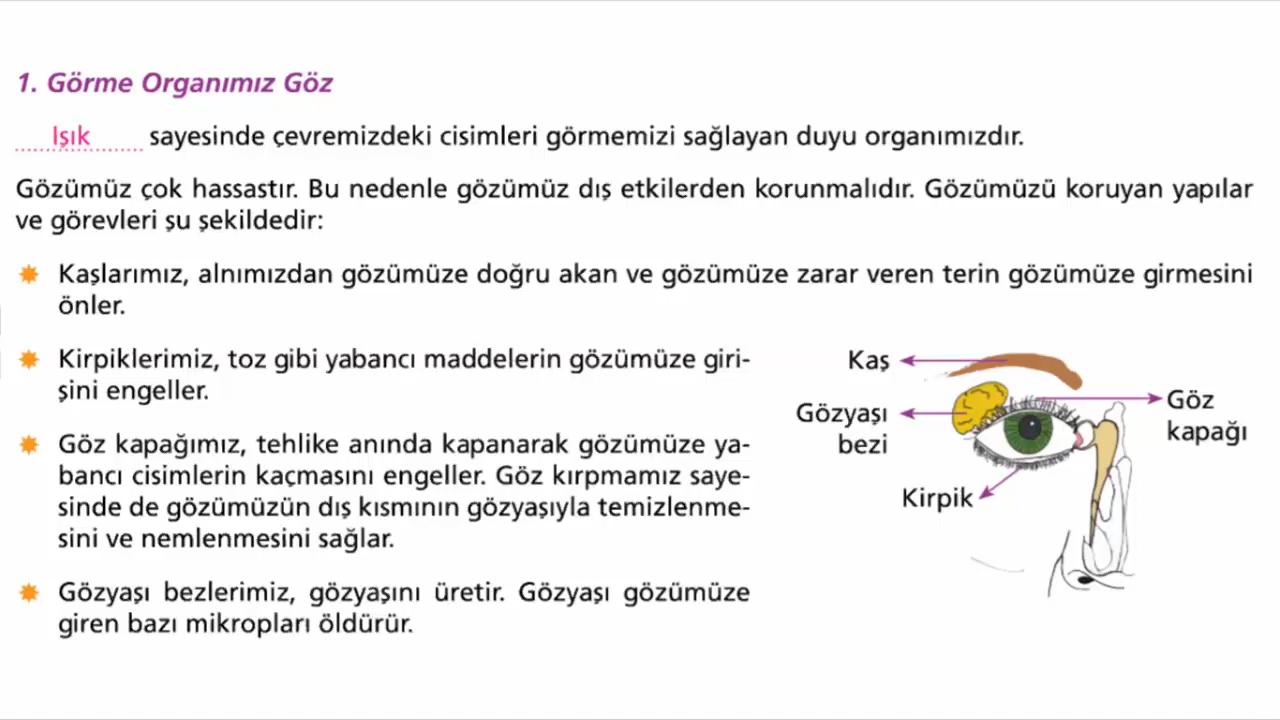 1. Görme Organımız Göz
Işık sayesinde çevremizdeki cisimleri görmemizi sağlayan duyu organımızdır.
Gözümüz çok hassastır. Bu nedenle gözümüz dış etkilerden korunmalıdır. Gözümüzü koruyan yapılar
ve görevleri şu şekildedir:
Kaşlarımız, alnımızdan gözümüze doğru akan ve gözümüze zarar veren terin gözümüze girmesini
önler.
Kirpiklerimiz, toz gibi yabancı maddelerin gözümüze giri-
şini engeller.
Göz kapağımız, tehlike anında kapanarak gözümüze ya-
bancı cisimlerin kaçmasını engeller. Göz kırpmamız saye-
sinde de gözümüzün dış kısmının gözyaşıyla temizlenme-
sini ve nemlenmesini sağlar.
Gözyaşı bezlerimiz, gözyaşını üretir. Gözyaşı gözümüze
giren bazı mikropları öldürür.
Kaş
Gözyaşı
bezi
Kirpik
Göz
kapağı